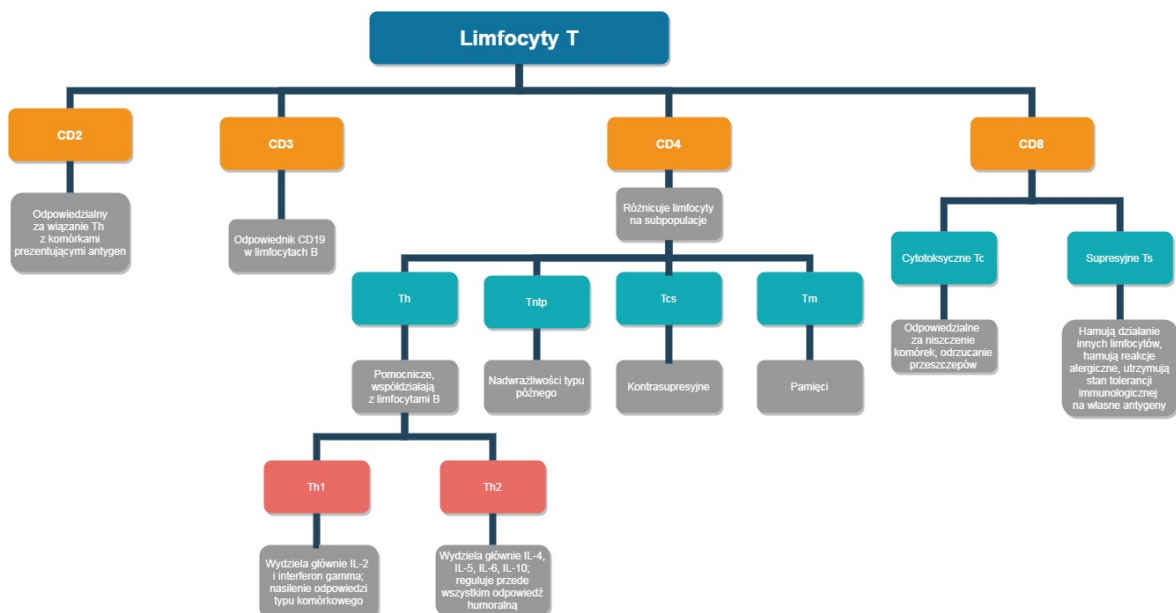 Limfocyty T
CD2
CD3
CD4
CD8
Odpowiedzialny
za wiązanie Th
z komórkami
prezentującymi antygen
Odpowiednik CD19
w limfocytach B
Różnicuje limfocyty
na subpopulacje
Cytotoksyczne Tc
Supresyjne Ts
Th
Tntp
Tcs
Tm
Odpowiedzialne
za niszczenie
komórek, odrzucanie
przeszczepów
Hamują działanie
innych limfocytów,
hamują reakcje
alergiczne, utrzymują
stan tolerancji
immunologicznej
na własne antygeny
Pomocnicze,
współdziałają
z limfocytami B
Nadwrażliwości typu
późnego
Kontrasupresyjne
Pamięci
Th1
Th2
Wydziela głównie IL-2
i interferon gamma;
nasilenie odpowiedzi
typu komórkowego
Wydziela głównie IL-4,
IL-5, IL-6, IL-10;
reguluje przede
wszystkim odpowiedź
humoralną